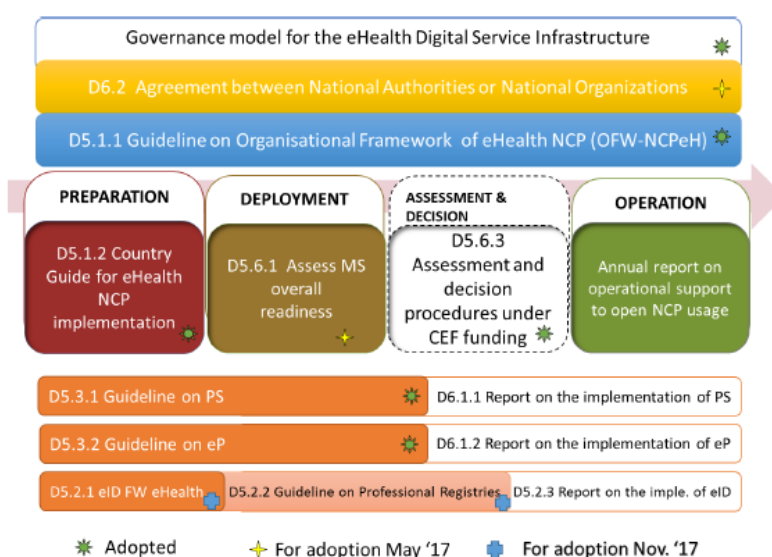 Governance model for the eHealth Digital Service Infrastructure
D6.2 Agreement between National Authorities or National Organizations
D5.1.1 Guideline on Organisational Framework of eHealth NCP (OFW-NCPeH)
PREPARATION
D5.1.2 Country
Guide for eHealth
NCP
implementation
DEPLOYMENT
D5.6.1 Assess MS
overall
readiness
ASSESSMENT &
DECISION
D5.6.3
Assessment and
decision
procedures under
CEF funding
OPERATION
Annual report on
operational support
to open NCP usage
D5.3.1 Guideline on PS
D6.1.1 Report on the implementation of PS
D5.3.2 Guideline on eP
D6.1.2 Report on the implementation of eP
D5.2.1 eID FW eHealth
D5.2.2 Guideline on Professional Registries
D5.2.3 Report on the imple. of eID
Adopted
For adoption May '17
For adoption Nov. '17